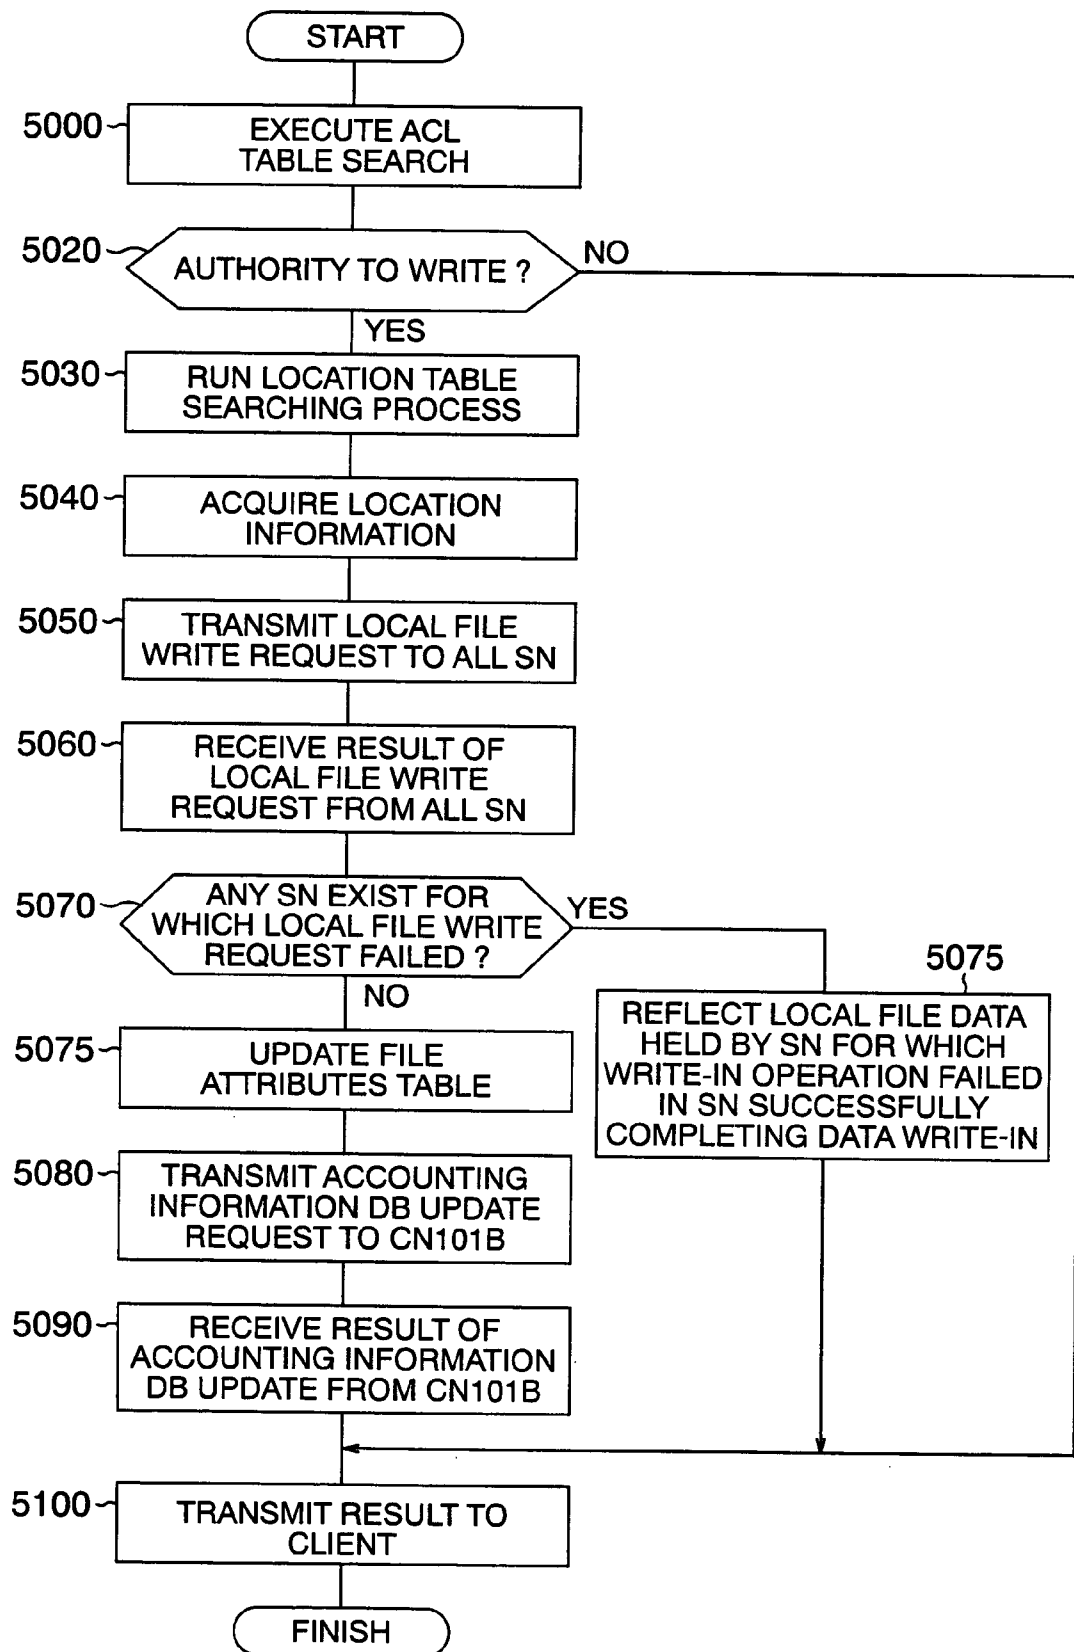 START
5000
EXECUTE ACL
TABLE SEARCH
5020
AUTHORITY TO WRITE ?
NO
YES
5030
RUN LOCATION TABLE
SEARCHING PROCESS
5040
ACQUIRE LOCATION
INFORMATION
5050
TRANSMIT LOCAL FILE
WRITE REQUEST TO ALL SN
5060
RECEIVE RESULT OF
LOCAL FILE WRITE
REQUEST FROM ALL SN
5070
ANY SN EXIST FOR
WHICH LOCAL FILE WRITE
REQUEST FAILED ?
YES
NO
5075
REFLECT LOCAL FILE DATA
HELD BY SN FOR WHICH
WRITE-IN OPERATION FAILED
IN SN SUCCESSFULLY
COMPLETING DATA WRITE-IN
5075
UPDATE FILE
ATTRIBUTES TABLE
5080
TRANSMIT ACCOUNTING
INFORMATION DB UPDATE
REQUEST TO CN101B
5090
RECEIVE RESULT OF
ACCOUNTING INFORMATION
DB UPDATE FROM CN101B
5100
TRANSMIT RESULT TO
CLIENT
FINISH